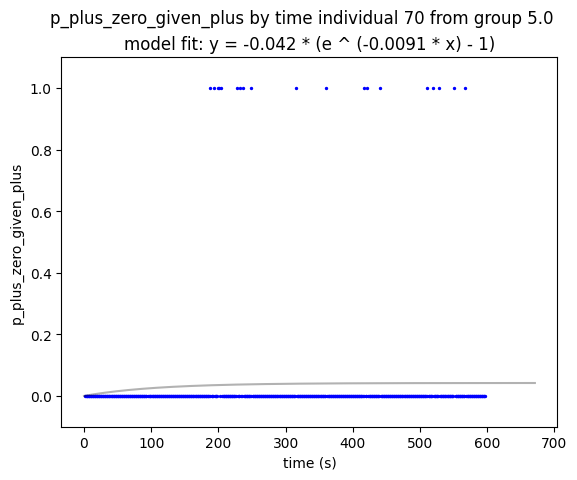 p_plus_zero_given_plus by time individual 70 from group 5.0
model fit: y = -0.042 * (e ^ (-0.0091 * x) - 1)
1.0
0.8
0.6
0.4
0.2
0.0
p_plus_zero_given_plus
0 100 200 300 400 500 600 700
time (s)